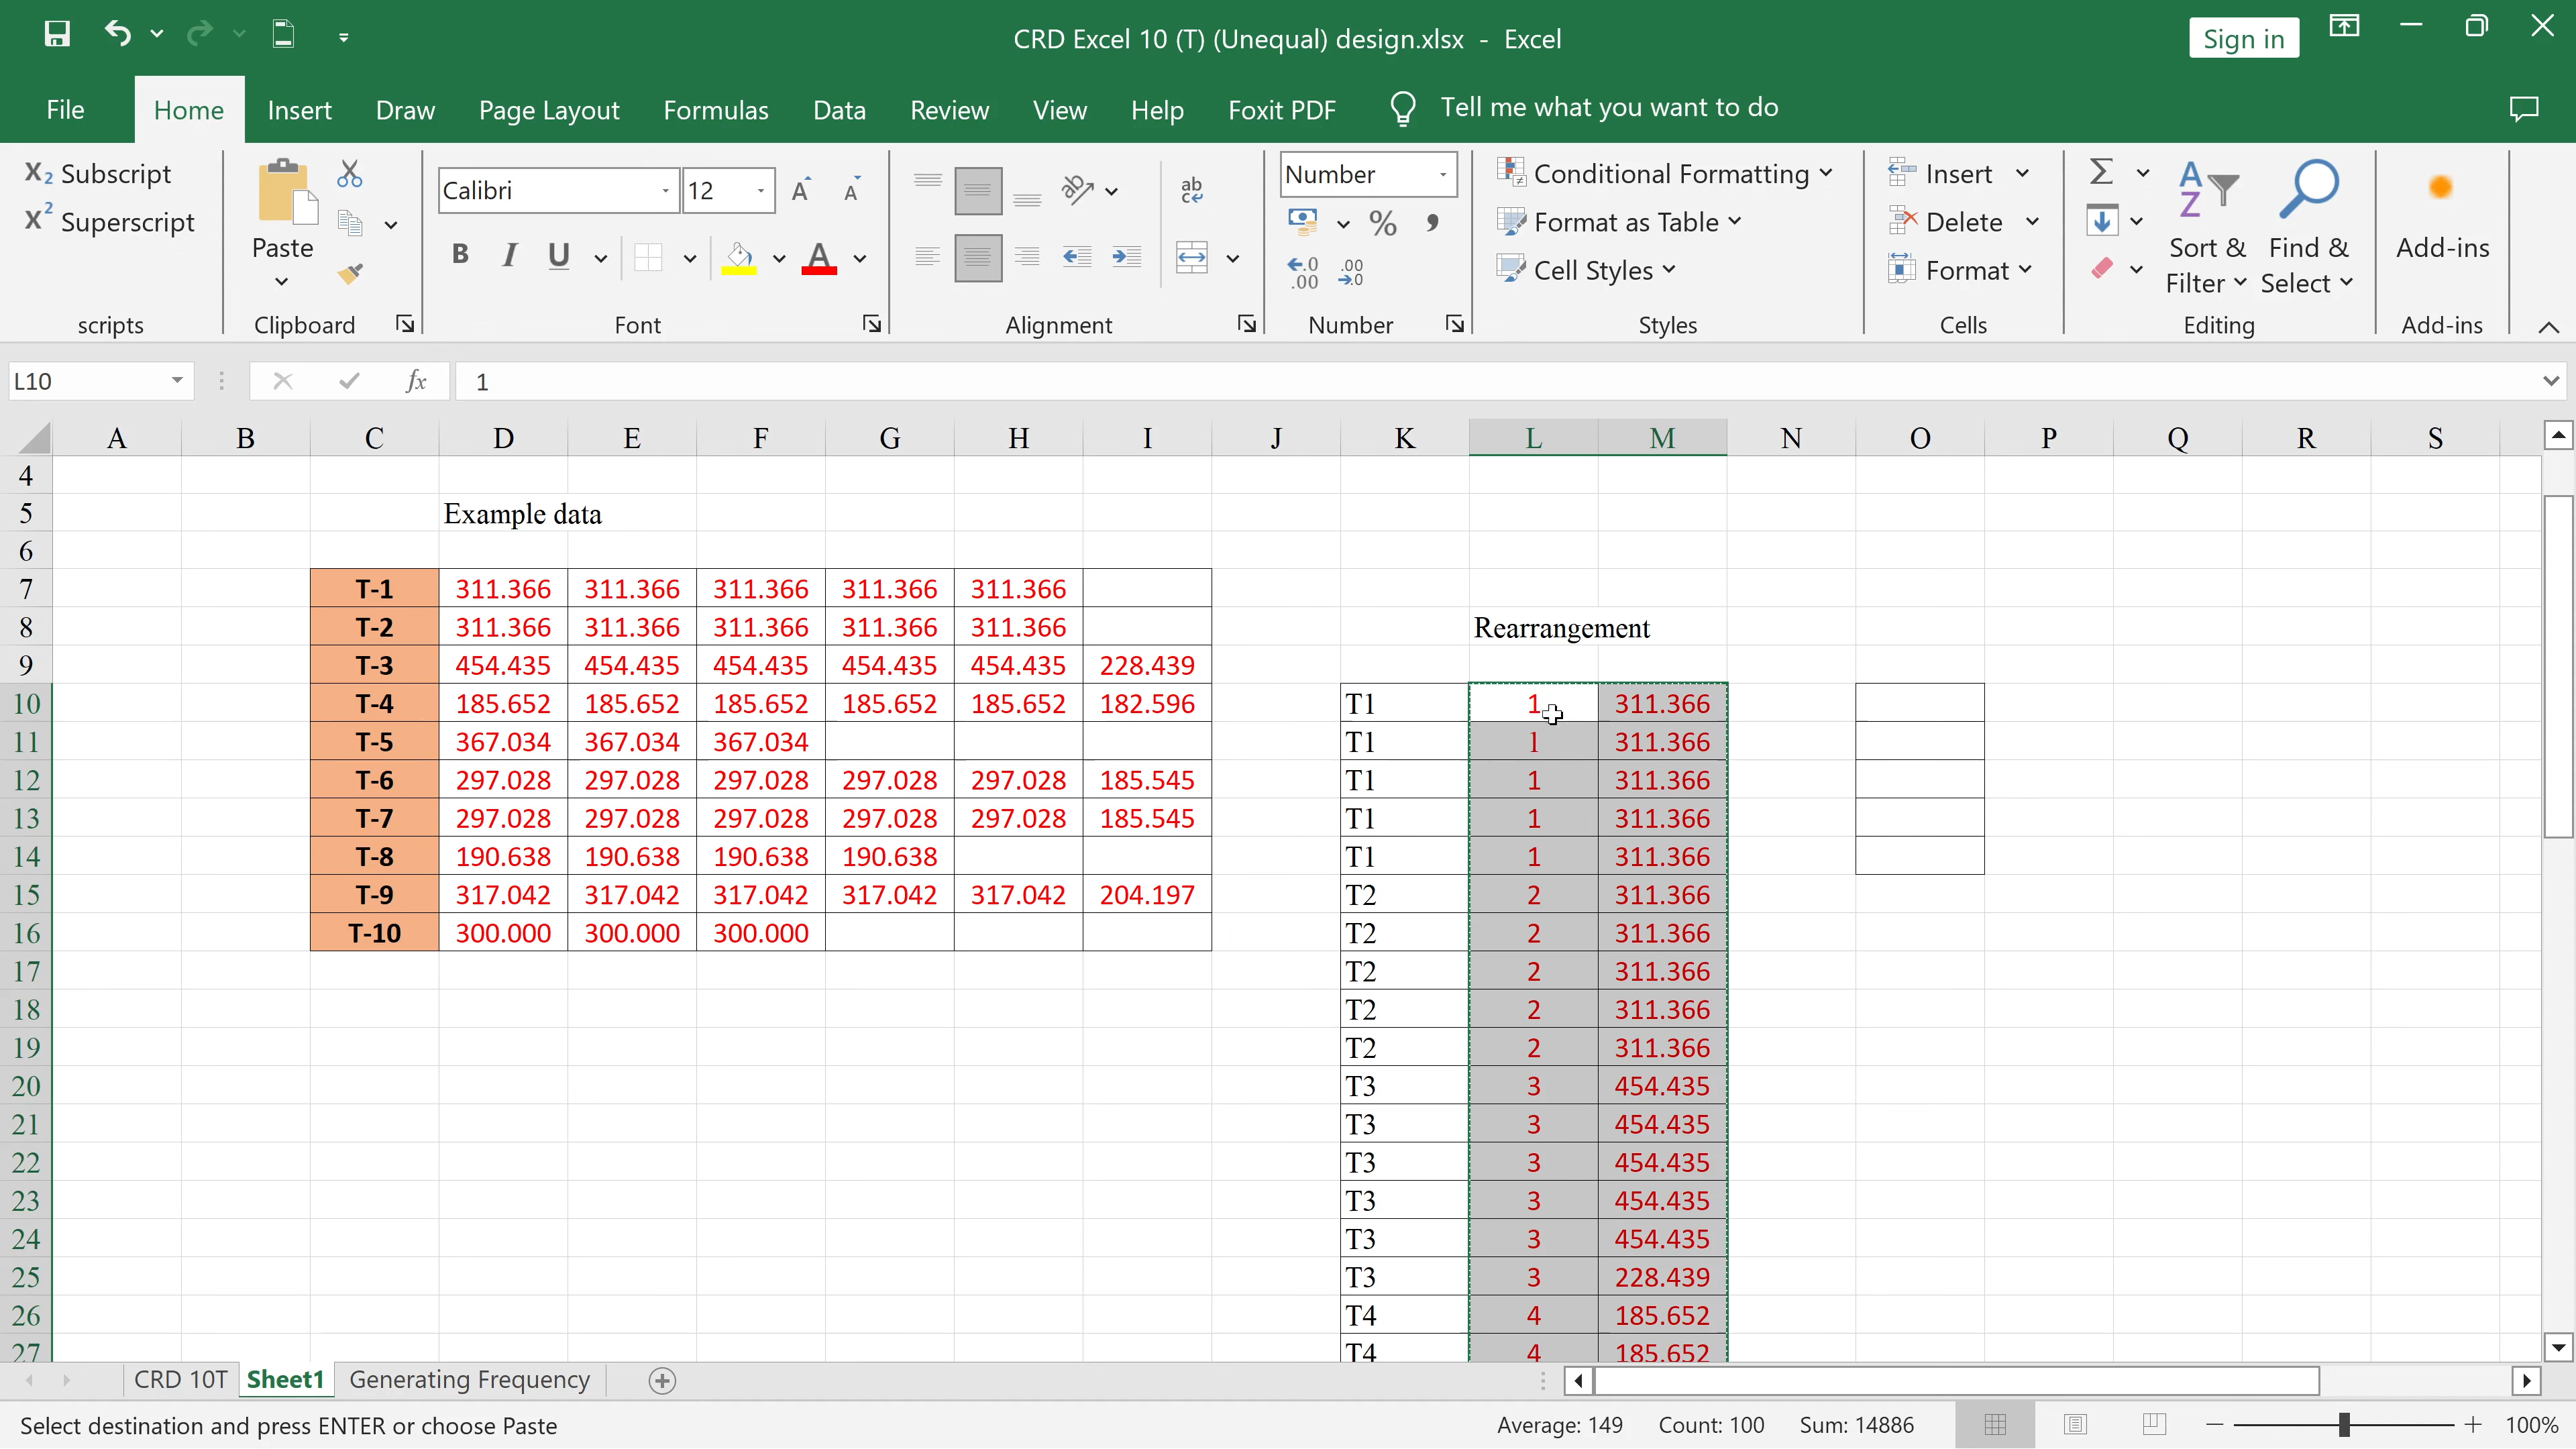 CRD Excel 10 (T) (Unequal) design.xlsx - Excel
Sign in
File Home Insert Draw Page Layout Formulas Data Review View Help Foxit PDF Tell me what you want to do
X₂ Subscript
X² Superscript
scripts
Paste
Clipboard
Calibri 12
B I U A
Font
ab
Alignment
Number
% ,
Number
Conditional Formatting
Format as Table
Cell Styles
Styles
Insert
Delete
Format
Cells
Σ
Sort & Filter
Find & Select
Editing
Add-ins
Add-ins
L10 fx 1
A B C D E F G H I J K L M N O P Q R S
4
5 Example data
6
7 T-1 311.366 311.366 311.366 311.366 311.366
8 T-2 311.366 311.366 311.366 311.366 311.366 Rearrangement
9 T-3 454.435 454.435 454.435 454.435 454.435 228.439
10 T-4 185.652 185.652 185.652 185.652 185.652 182.596 T1 1 311.366
11 T-5 367.034 367.034 367.034 T1 1 311.366
12 T-6 297.028 297.028 297.028 297.028 297.028 185.545 T1 1 311.366
13 T-7 297.028 297.028 297.028 297.028 297.028 185.545 T1 1 311.366
14 T-8 190.638 190.638 190.638 190.638 T1 1 311.366
15 T-9 317.042 317.042 317.042 317.042 317.042 204.197 T2 2 311.366
16 T-10 300.000 300.000 300.000 T2 2 311.366
17 T2 2 311.366
18 T2 2 311.366
19 T2 2 311.366
20 T3 3 454.435
21 T3 3 454.435
22 T3 3 454.435
23 T3 3 454.435
24 T3 3 454.435
25 T3 3 228.439
26 T4 4 185.652
27 T4 4 185.652
CRD 10T Sheet1 Generating Frequency
Select destination and press ENTER or choose Paste Average: 149 Count: 100 Sum: 14886 100%